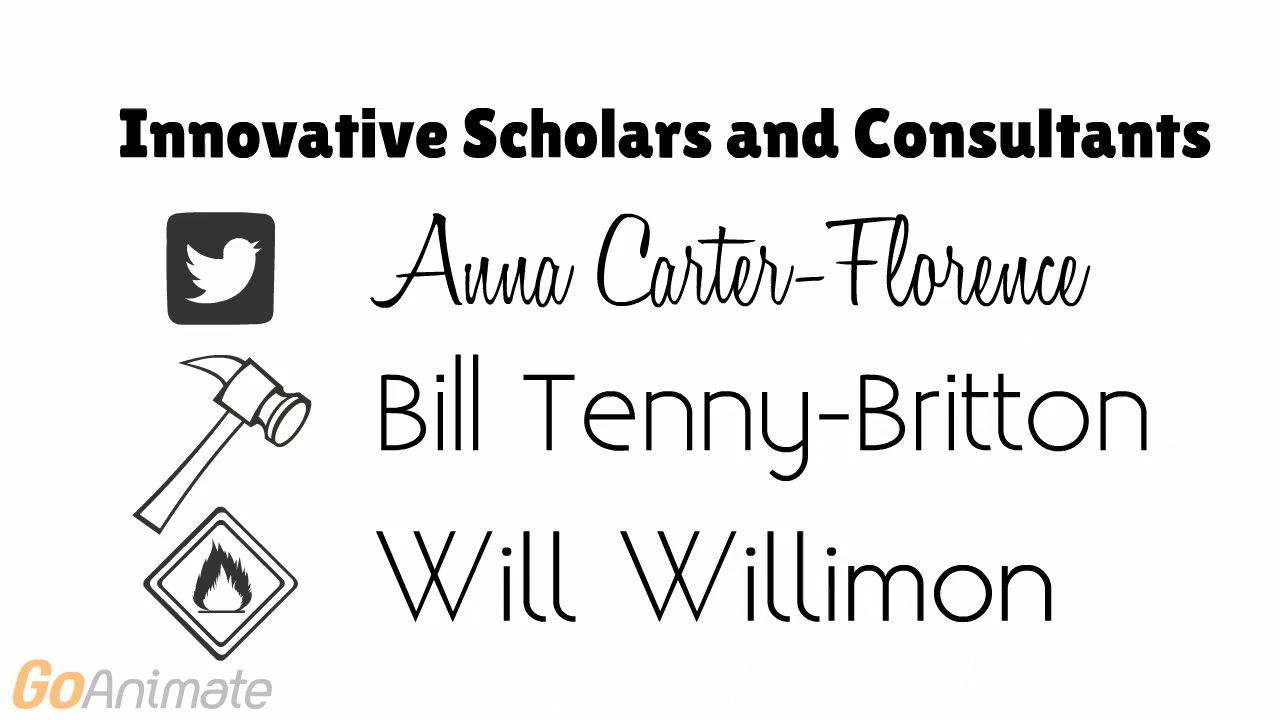 Innovative Scholars and Consultants
Anna Carter-Florence
Bill Tenny-Britton
Will Willimon
GoAnimate